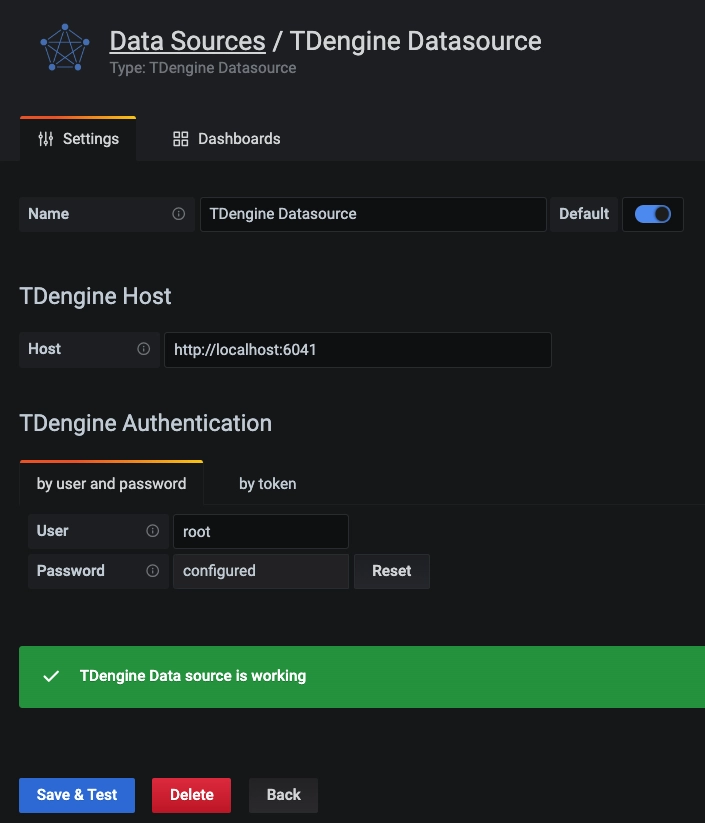 Data Sources / TDengine Datasource
Type: TDengine Datasource
Settings Dashboards
Name TDengine Datasource Default
TDengine Host
Host http://localhost:6041
TDengine Authentication
by user and password by token
User root
Password configured Reset
TDengine Data source is working
Save & Test Delete Back